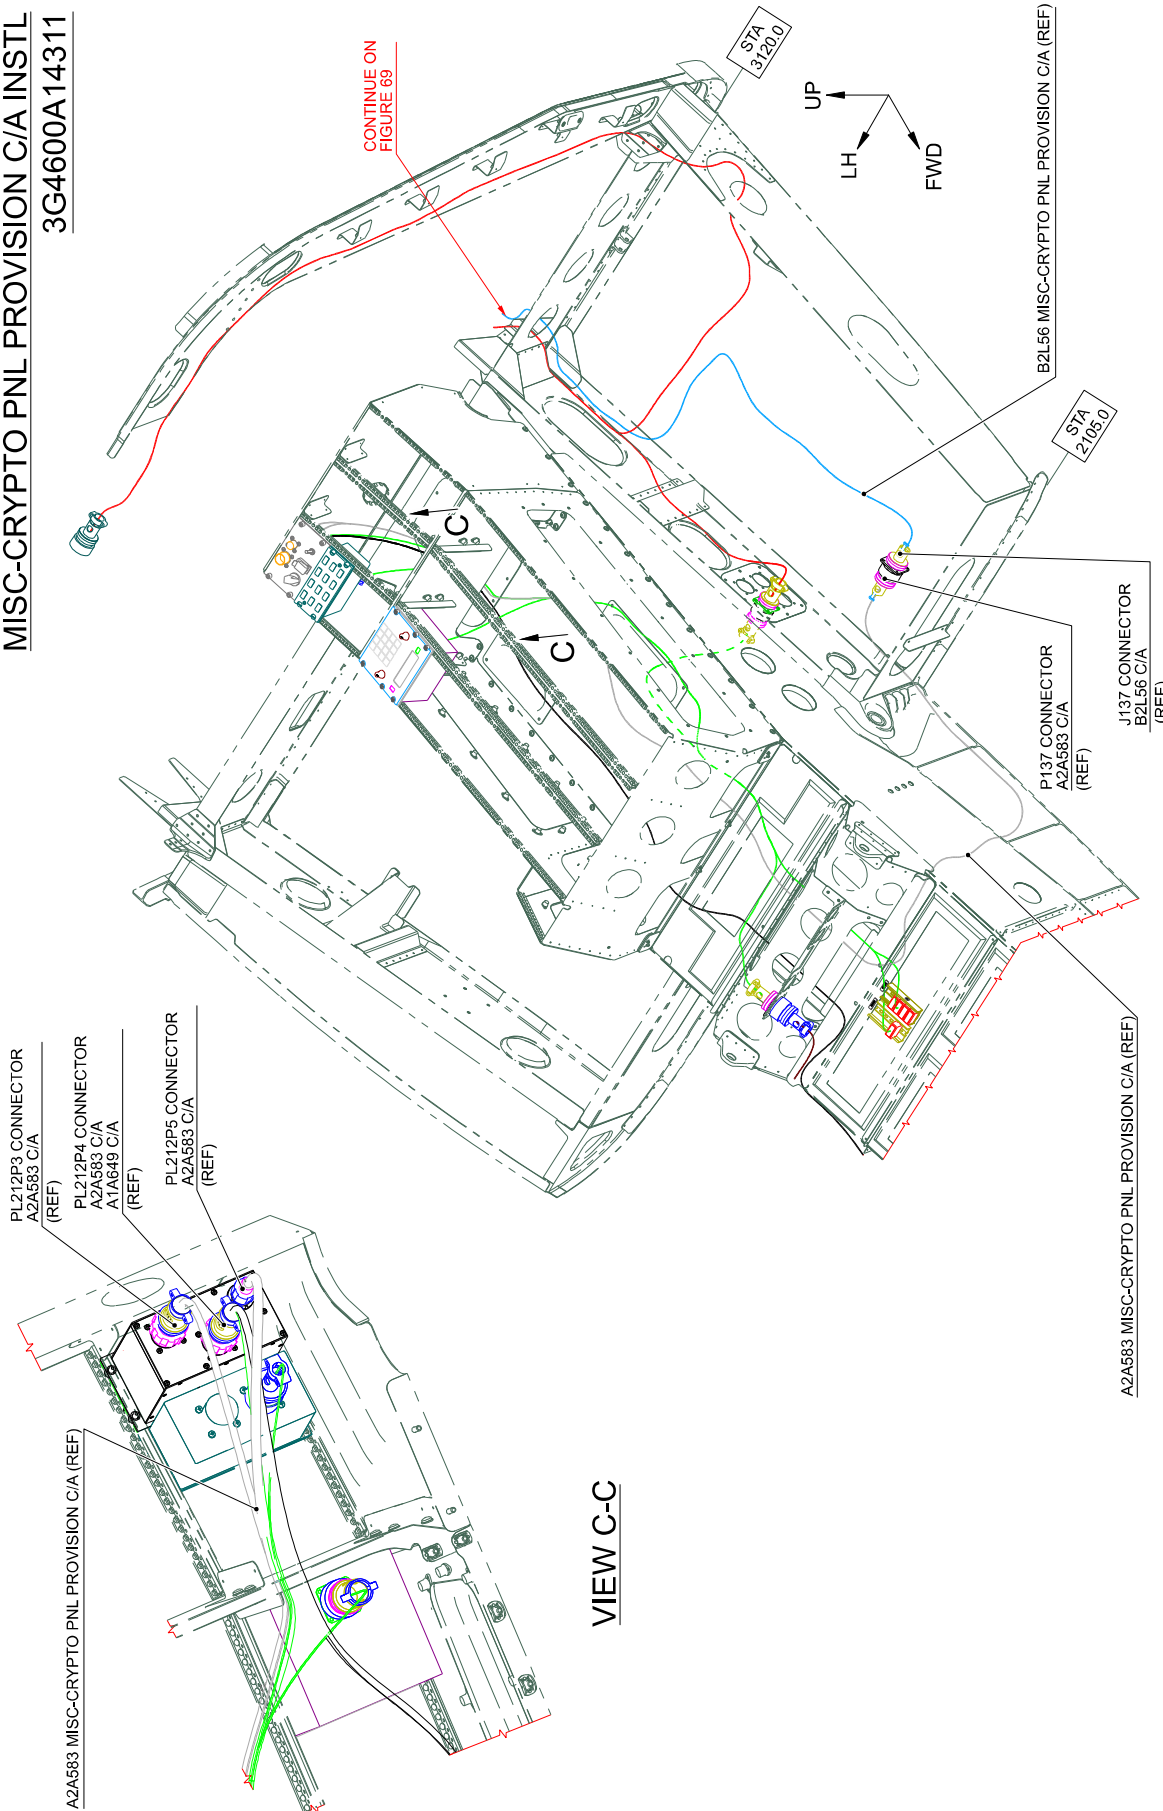 MISC-CRYPTO PNL PROVISION C/A INSTL
3G4600A14311
CONTINUE ON
FIGURE 69
STA
3120.0
UP
LH
FWD
B2L56 MISC-CRYPTO PNL PROVISION C/A (REF)
STA
2105.0
C
C
J137 CONNECTOR
B2L56 C/A
(REF)
P137 CONNECTOR
A2A583 C/A
(REF)
A2A583 MISC-CRYPTO PNL PROVISION C/A (REF)
PL212P3 CONNECTOR
A2A583 C/A
(REF)
PL212P4 CONNECTOR
A2A583 C/A
A1A649 C/A
(REF)
PL212P5 CONNECTOR
A2A583 C/A
(REF)
A2A583 MISC-CRYPTO PNL PROVISION C/A (REF)
VIEW C-C